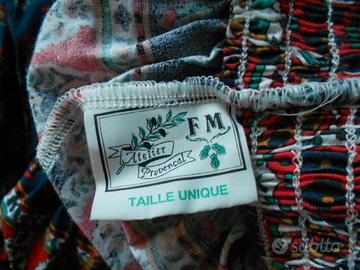 FM
Atelier
Provençal
TAILLE UNIQUE
subito